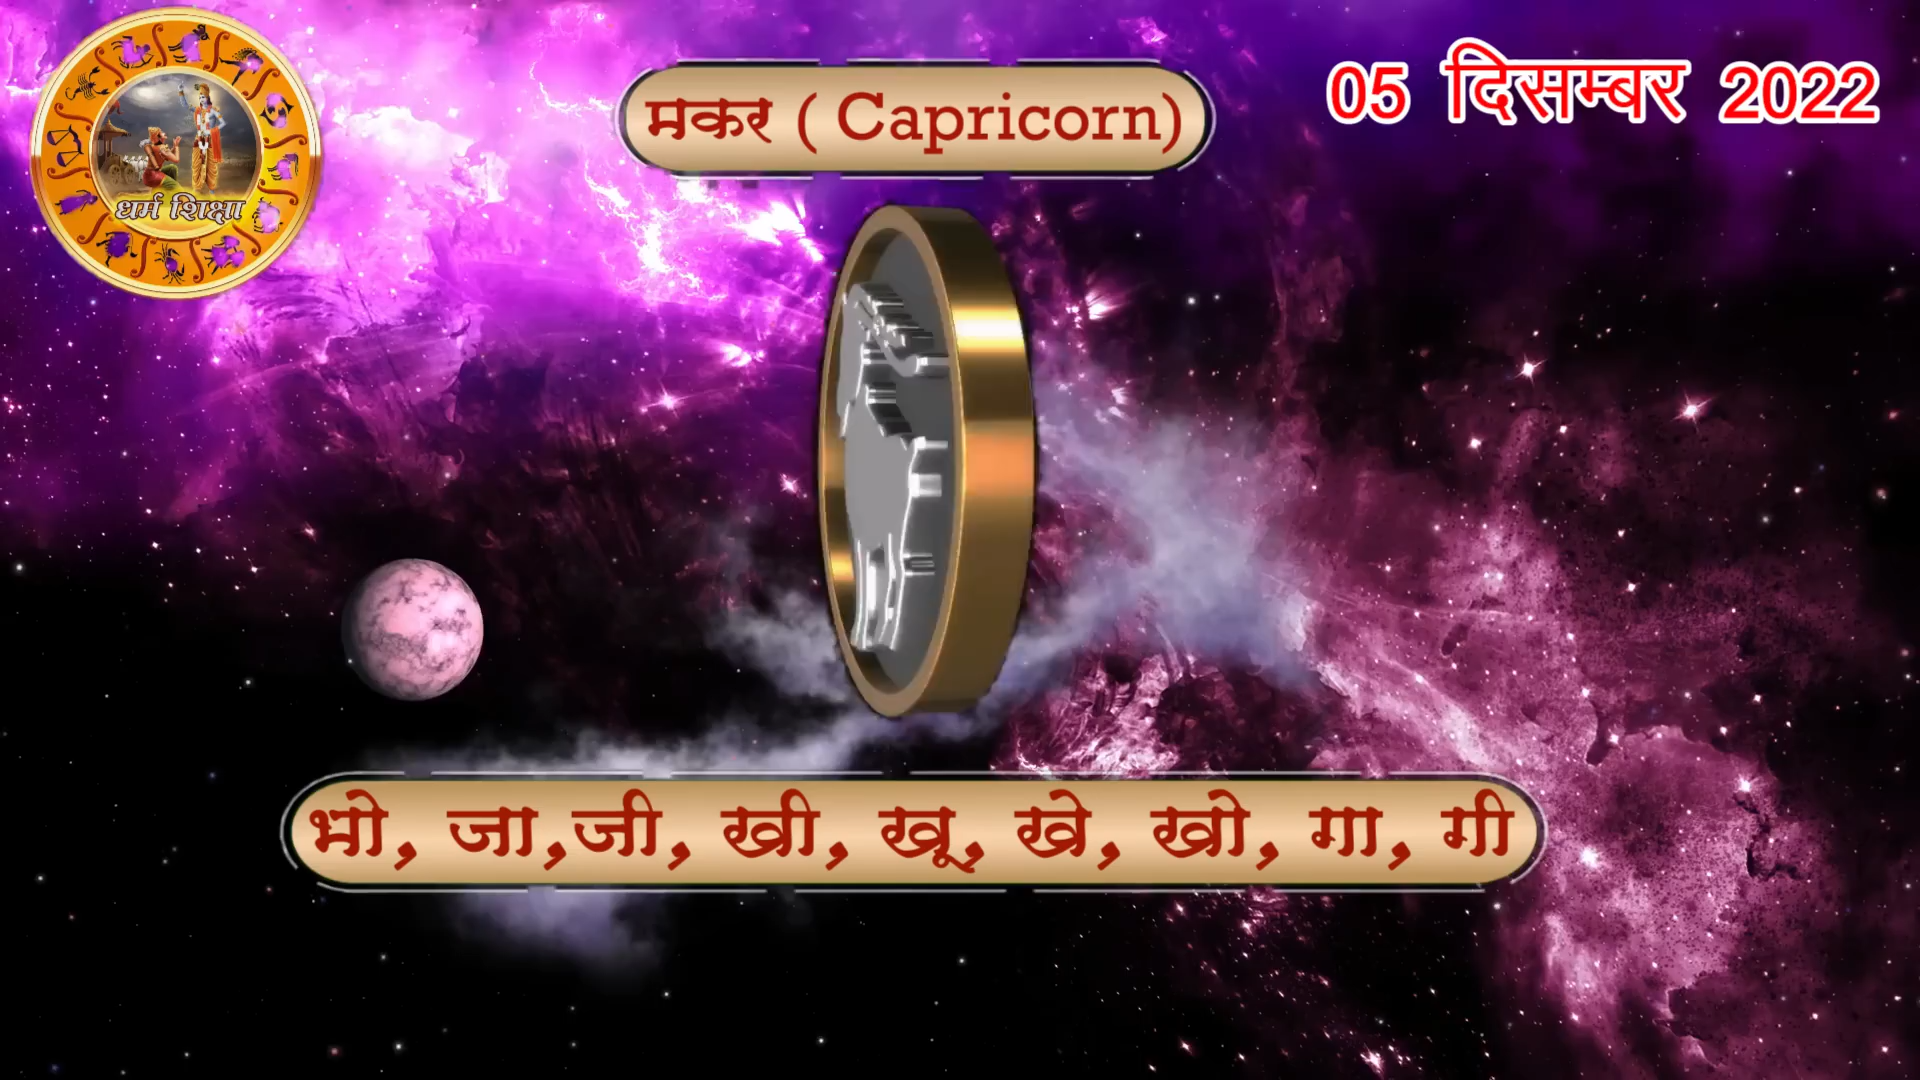 धर्म शिक्षा
मकर ( Capricorn)
05 दिसम्बर 2022
भो, जा,जी, खी, खू, खे, खो, गा, गी